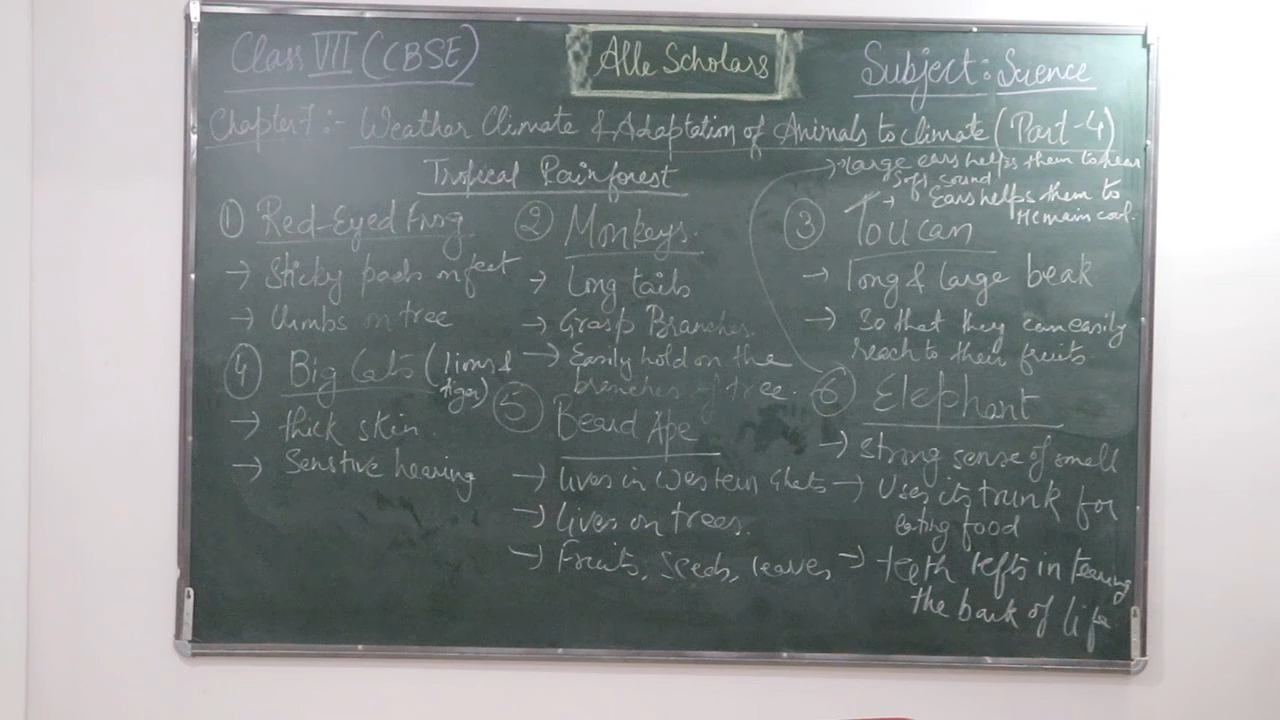 Class VII (CBSE)
Alle Scholars
Subject: Science
Chapter 7 :- Weather Climate & Adaptation of Animals to climate (Part-4)
Tropical Rainforest
→ large ears helps them to hear
soft sound
→ Ears helps them to
remain cool.
① Red-Eyed Frog
→ Sticky pads on feet
→ Climbs on tree
② Monkeys.
→ Long tails
→ Grasp Branches.
→ Easily hold on the
branches of tree.
③ Toucan
→ long & large beak
→ So that they can easily
reach to their fruits
④ Big Cats (lions &
tiger)
→ thick skin.
→ Senstive hearing
⑤ Beard Ape
→ lives in Western Ghats
→ lives on trees.
→ Fruits, Seeds, leaves
⑥ Elephant
→ Strong sense of smell
→ Uses its trunk for
eating food
→ teeth in tearing
the bark of life